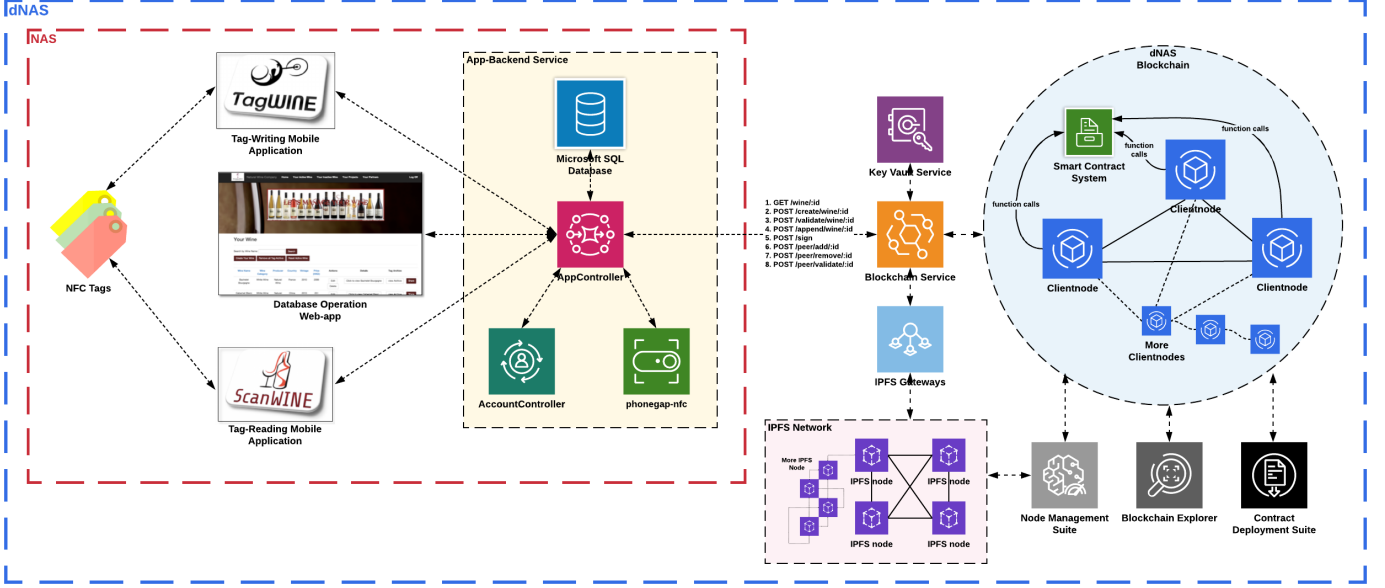 dNAS
NAS
TagWINE
Tag-Writing Mobile
Application
NFC Tags
Your Wine
Database Operation
Web-app
ScanWINE
Tag-Reading Mobile
Application
App-Backend Service
Microsoft SQL
Database
AppController
AccountController
phonegap-nfc
1. GET /wine/:id
2. POST /create/wine/:id
3. POST /validate/wine/:id
4. POST /append/wine/:id
5. POST /sign
6. POST /peer/add/:id
7. POST /peer/remove/:id
8. POST /peer/validate/:id
Key Vault Service
Blockchain Service
IPFS Gateways
IPFS Network
More IPFS
Node
IPFS node
IPFS node
IPFS node
IPFS node
dNAS
Blockchain
Smart Contract
System
function calls
function
calls
function calls
Clientnode
Clientnode
Clientnode
More
Clientnodes
Node Management
Suite
Blockchain Explorer
Contract
Deployment Suite